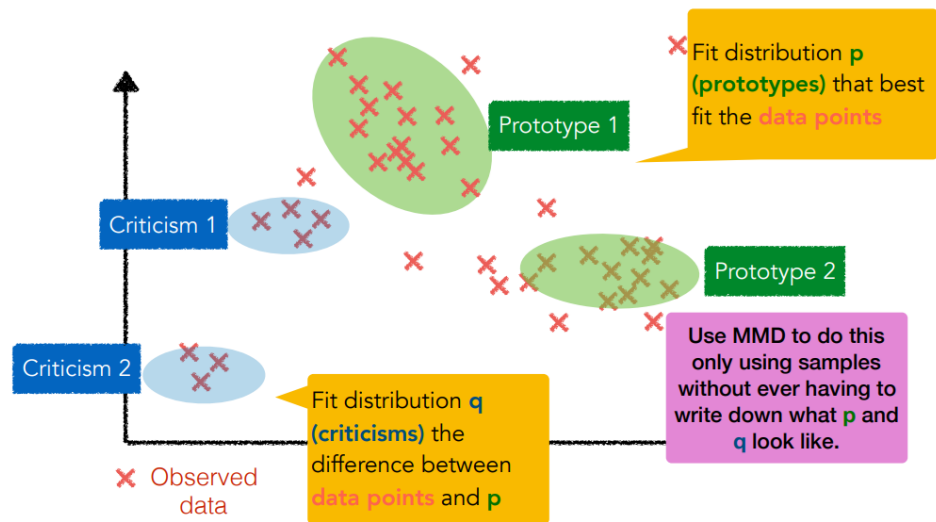 Fit distribution p
(prototypes) that best
fit the data points
Prototype 1
Criticism 1
Prototype 2
Criticism 2
Use MMD to do this
only using samples
without ever having to
write down what p and
q look like.
Fit distribution q
(criticisms) the
difference between
data points and p
Observed
data